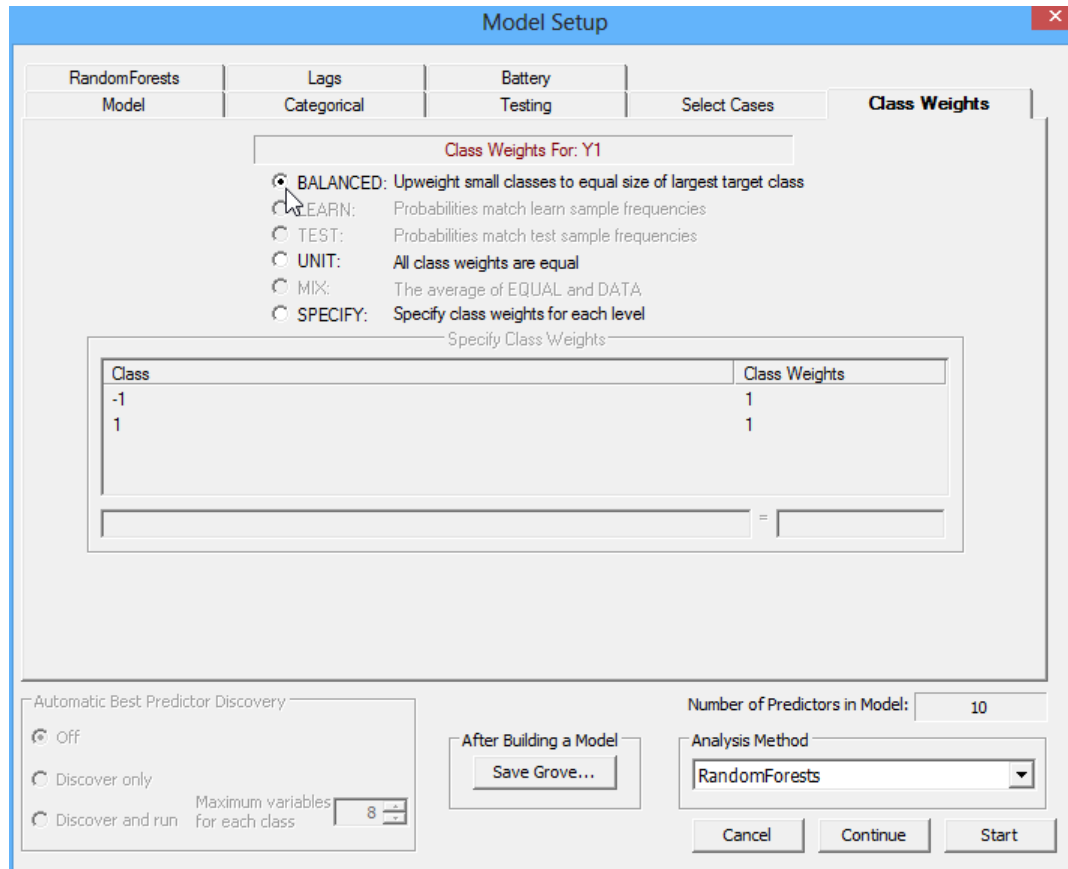 Model Setup
RandomForests Lags Battery
Model Categorical Testing Select Cases Class Weights
Class Weights For: Y1
BALANCED: Upweight small classes to equal size of largest target class
LEARN: Probabilities match learn sample frequencies
TEST: Probabilities match test sample frequencies
UNIT: All class weights are equal
MIX: The average of EQUAL and DATA
SPECIFY: Specify class weights for each level
Specify Class Weights
Class Class Weights
-1 1
1 1
=
Automatic Best Predictor Discovery
Off
Discover only
Discover and run
Maximum variables
for each class
8
After Building a Model
Save Grove...
Number of Predictors in Model: 10
Analysis Method
RandomForests
Cancel Continue Start